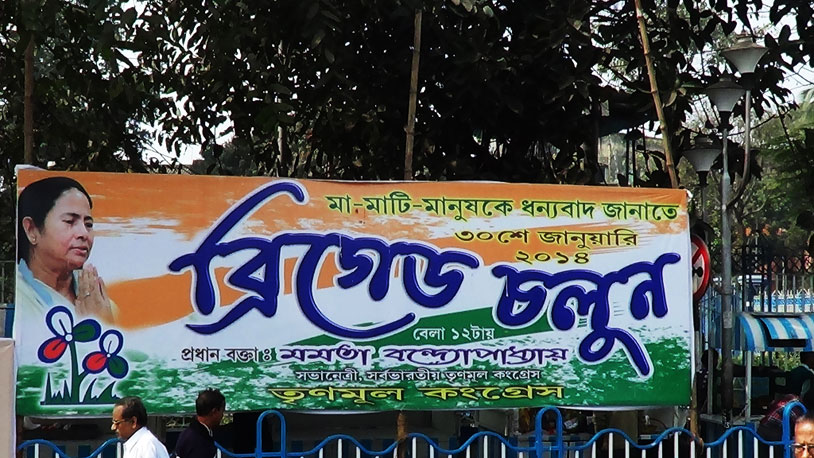 মা-মাটি-মানুষকে ধন্যবাদ জানাতে
৩০শে জানুয়ারি
২০১৪
ব্রিগেড চলুন
বেলা ১২টায়
প্রধান বক্তা ঃ মমতা বন্দ্যোপাধ্যায়
সভানেত্রী, সর্বভারতীয় তৃণমূল কংগ্রেস
তৃণমূল কংগ্রেস